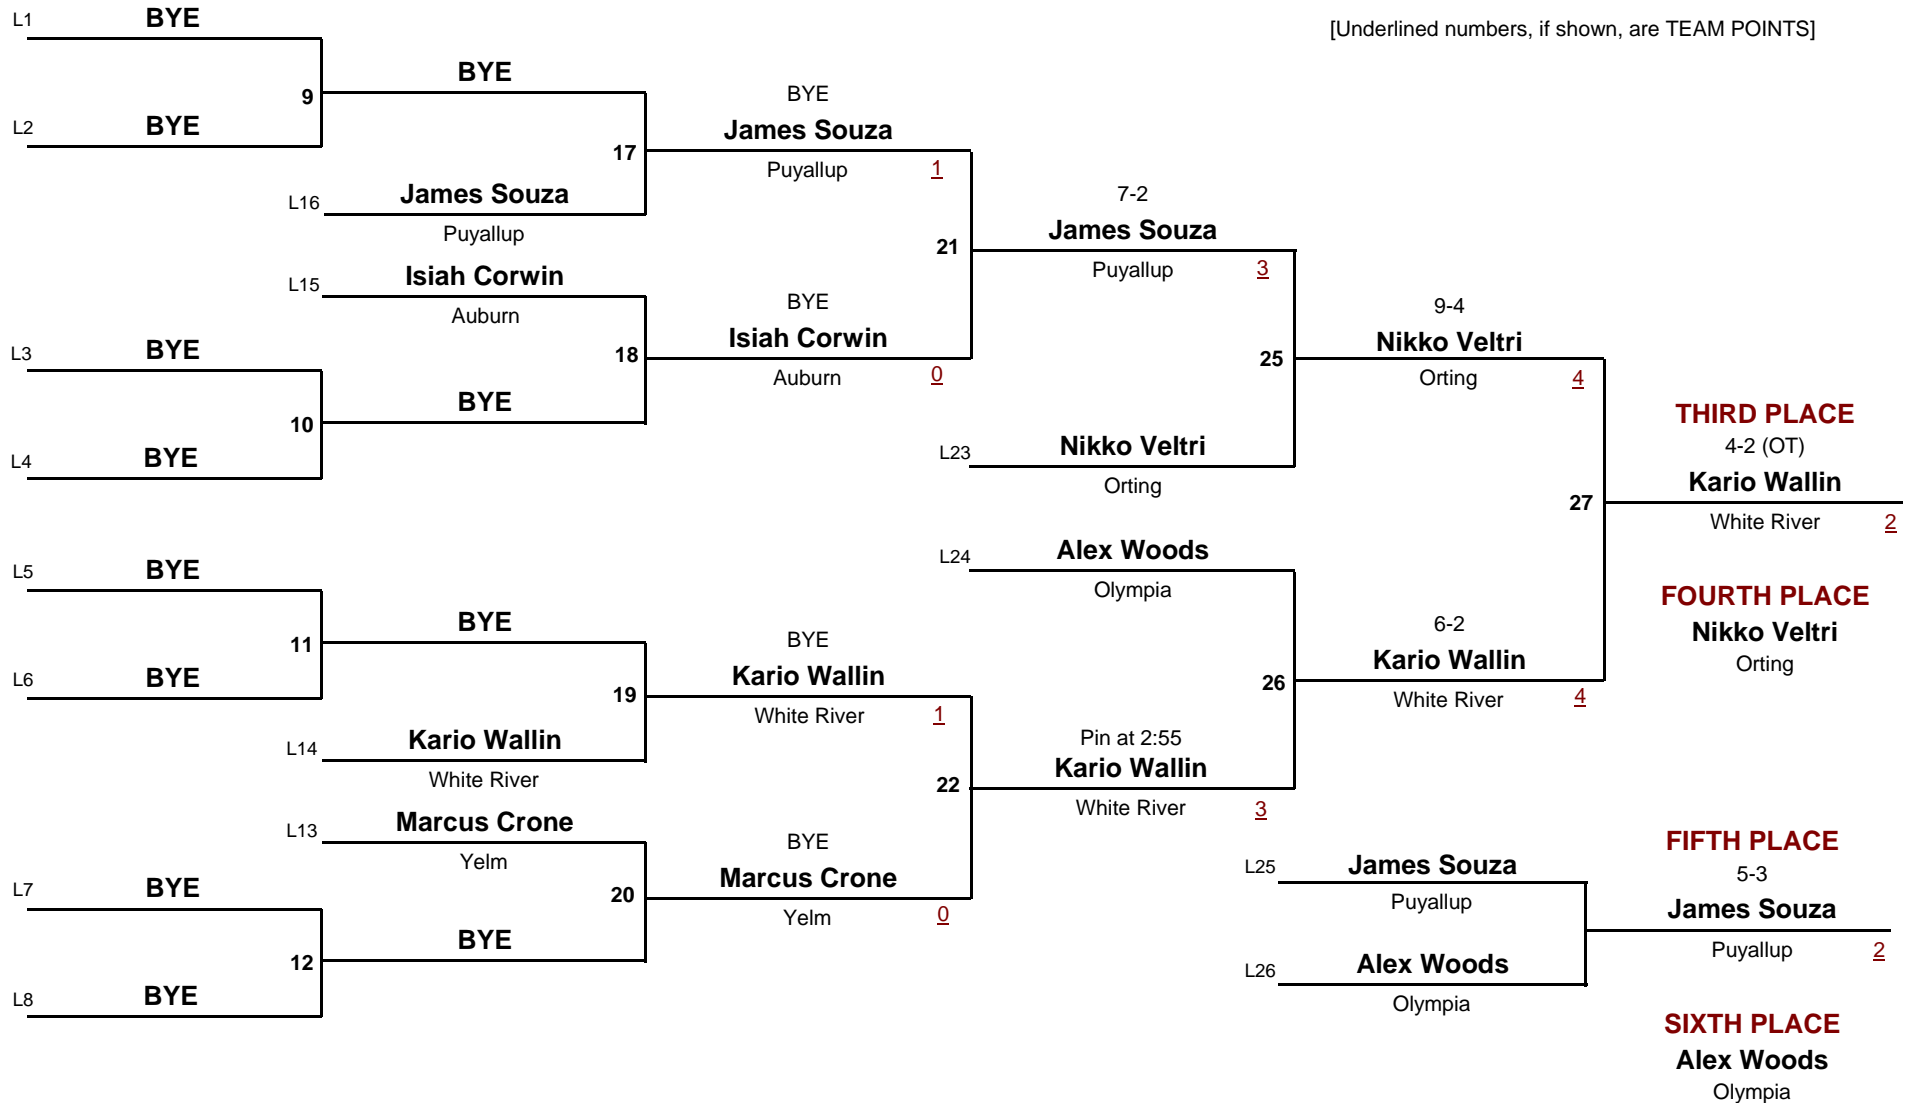 [Underlined numbers, if shown, are TEAM POINTS]
L1 BYE
9
L2 BYE
BYE
17
L16 James Souza
Puyallup
BYE
James Souza
Puyallup 1
L15 Isiah Corwin
Auburn
18
L3 BYE
10
L4 BYE
BYE
BYE
Isiah Corwin
Auburn 0
21
7-2
James Souza
Puyallup 3
25
L23 Nikko Veltri
Orting
9-4
Nikko Veltri
Orting 4
L5 BYE
11
L6 BYE
BYE
19
L14 Kario Wallin
White River
BYE
Kario Wallin
White River 1
L13 Marcus Crone
Yelm
20
L7 BYE
12
L8 BYE
BYE
BYE
Marcus Crone
Yelm 0
22
L24 Alex Woods
Olympia
26
Pin at 2:55
Kario Wallin
White River 3
6-2
Kario Wallin
White River 4
27
THIRD PLACE
4-2 (OT)
Kario Wallin
White River 2
FOURTH PLACE
Nikko Veltri
Orting
L25 James Souza
Puyallup
L26 Alex Woods
Olympia
FIFTH PLACE
5-3
James Souza
Puyallup 2
SIXTH PLACE
Alex Woods
Olympia